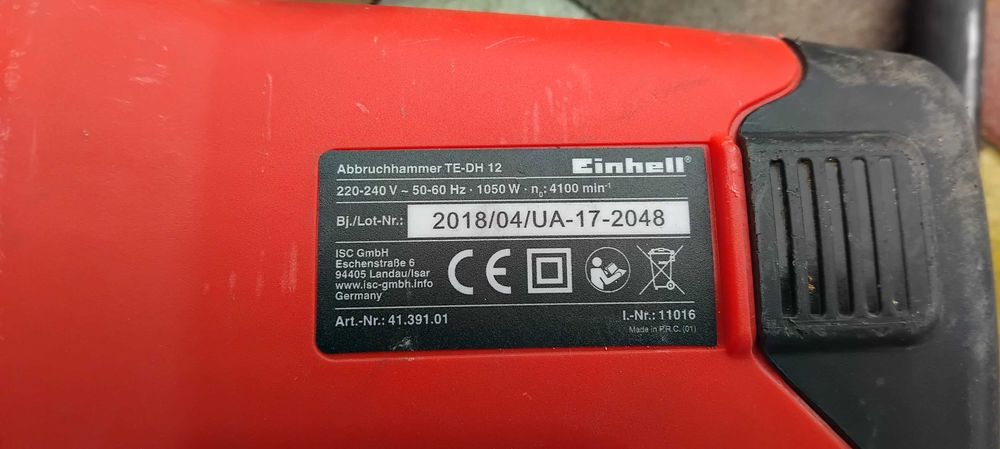 Abbruchhammer TE-DH 12
Einhell®
220-240 V ~ 50-60 Hz · 1050 W · n₀: 4100 min⁻¹
Bj./Lot-Nr.: 2018/04/UA-17-2048
ISC GmbH
Eschenstraße 6
94405 Landau/Isar
www.isc-gmbh.info
Germany
CE
Art.-Nr.: 41.391.01
I.-Nr.: 11016
Made in P.R.C. (01)